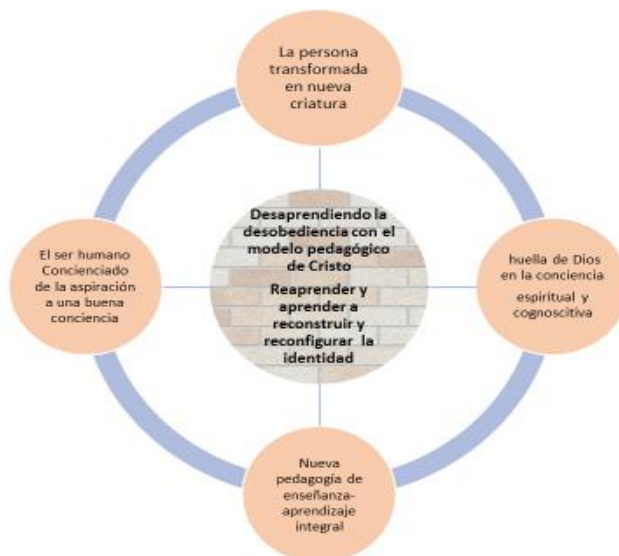 La persona
transformada
en nueva
criatura
Desaprendiendo la
desobediencia con el
modelo pedagógico
de Cristo
Reaprender y
aprender a
reconstruir y
reconfigurar la
identidad
El ser humano
Concienciado
de la aspiración
a una buena
conciencia
huella de Dios
en la conciencia
espiritual y
cognoscitiva
Nueva
pedagogía de
enseñanza-
aprendizaje
integral